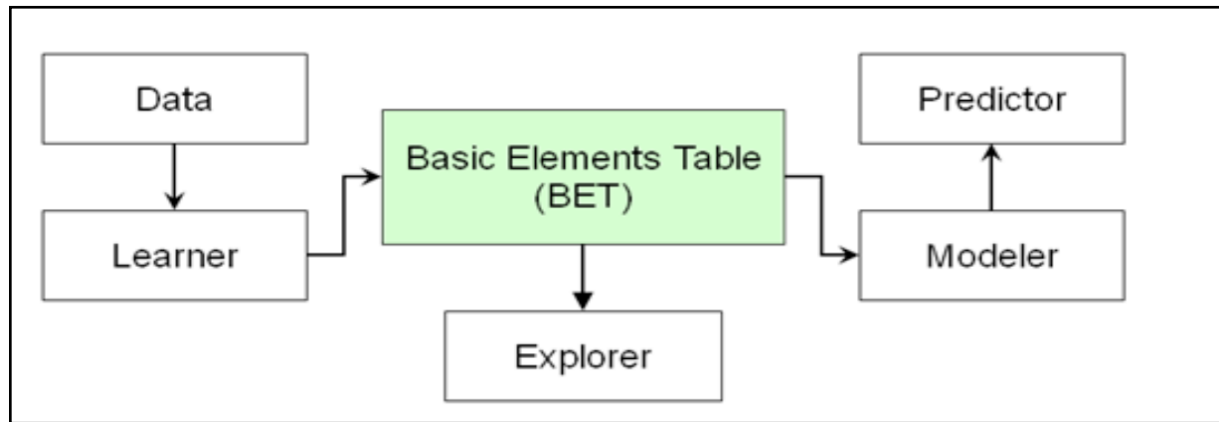 Data
Learner
Basic Elements Table
(BET)
Explorer
Predictor
Modeler